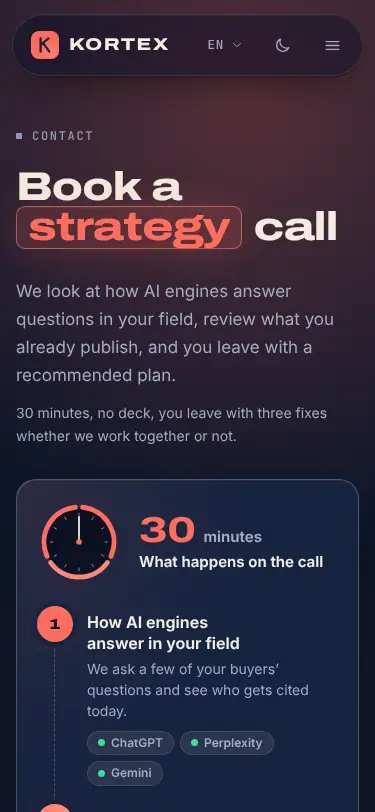 K KORTEX EN
CONTACT
Book a
strategy call
We look at how AI engines answer
questions in your field, review what you
already publish, and you leave with a
recommended plan.
30 minutes, no deck, you leave with three fixes
whether we work together or not.
30 minutes
What happens on the call
1
How AI engines
answer in your field
We ask a few of your buyers’
questions and see who gets cited
today.
ChatGPT Perplexity
Gemini